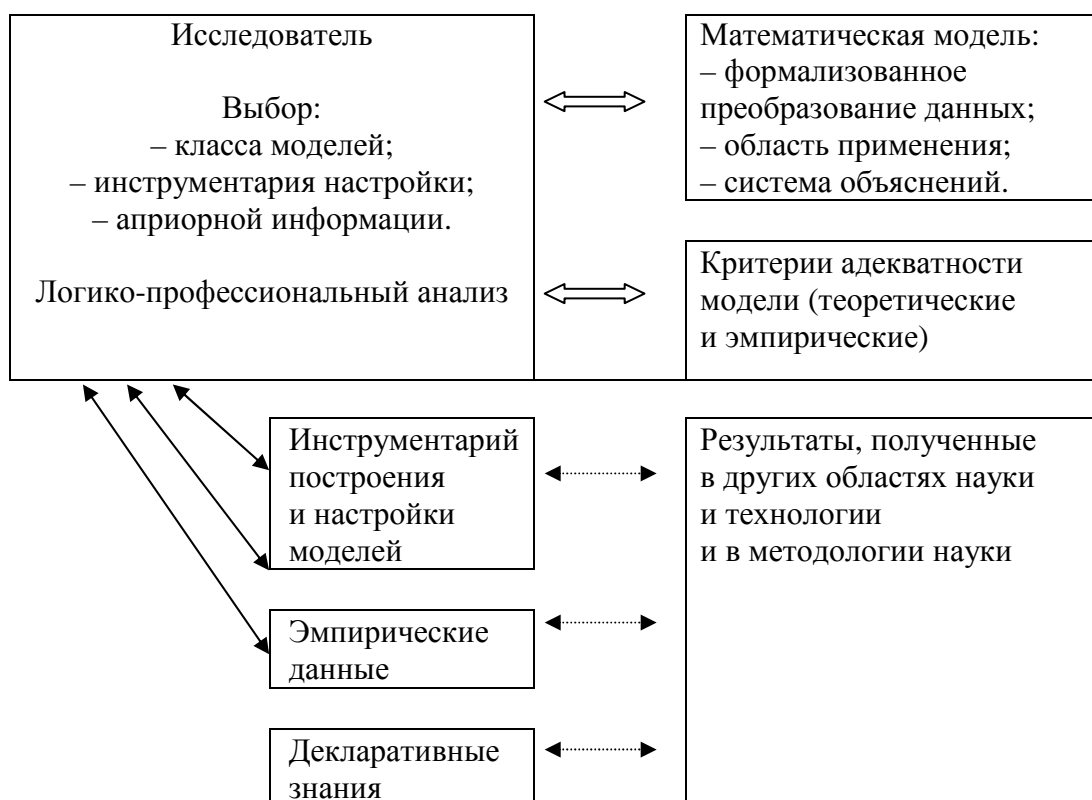 Исследователь
Выбор:
– класса моделей;
– инструментария настройки;
– априорной информации.
Логико-профессиональный анализ
Математическая модель:
– формализованное
преобразование данных;
– область применения;
– система объяснений.
Критерии адекватности
модели (теоретические
и эмпирические)
Инструментарий
построения
и настройки
моделей
Результаты, полученные
в других областях науки
и технологии
и в методологии науки
Эмпирические
данные
Декларативные
знания